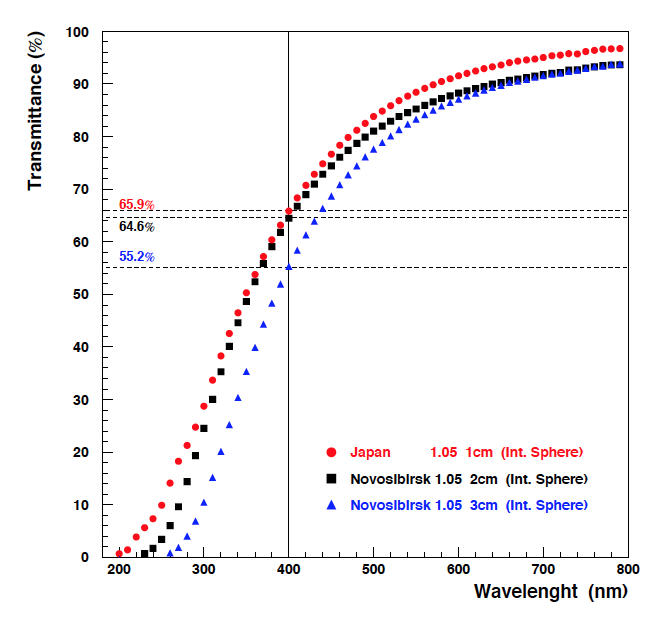 Transmittance (%)
100
90
80
70
60
50
40
30
20
10
0
65.9%
64.6%
55.2%
Japan 1.05 1cm (Int. Sphere)
Novosibirsk 1.05 2cm (Int. Sphere)
Novosibirsk 1.05 3cm (Int. Sphere)
200 300 400 500 600 700 800
Wavelenght (nm)